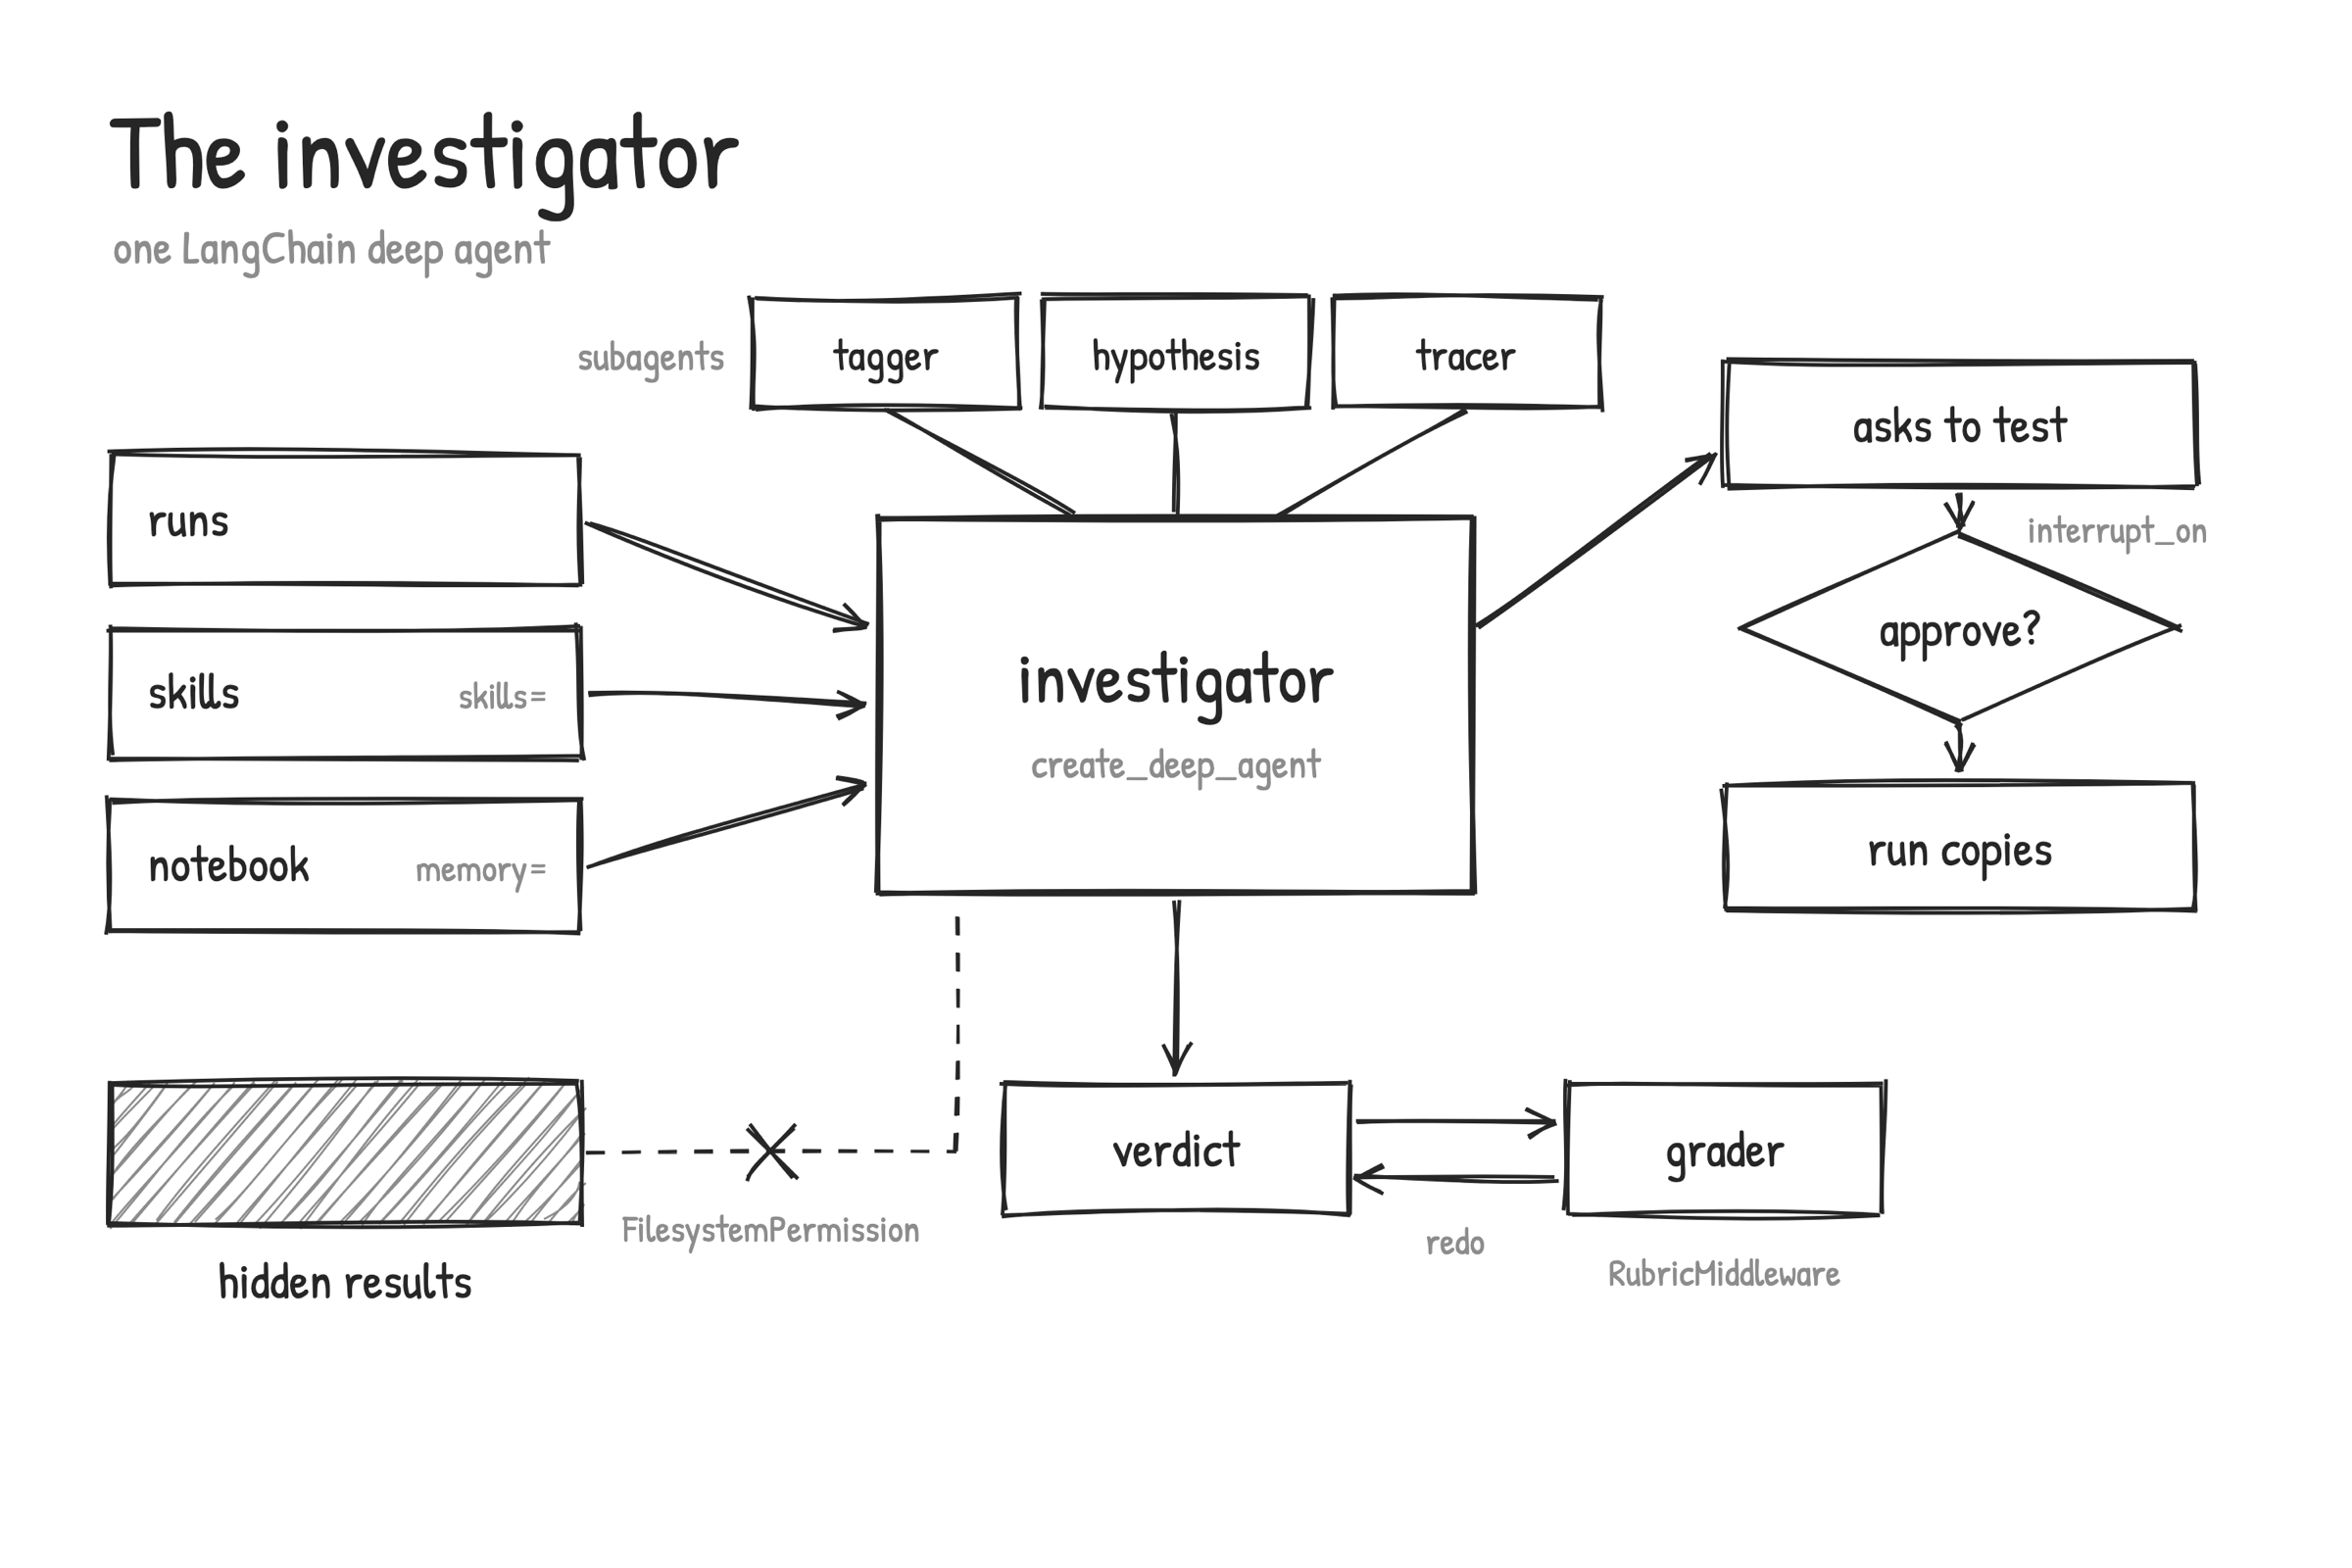 The investigator
one LangChain deep agent
subagents
tagger
hypothesis
tracer
asks to test
interrupt_on
approve?
run copies
runs
skills skills=
notebook memory=
investigator
create_deep_agent
hidden results
FilesystemPermission
verdict
redo
grader
RubricMiddleware